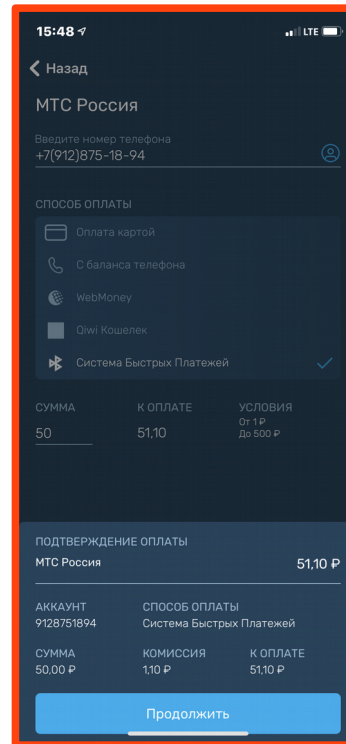 15:48 LTE
Назад
МТС Россия
Введите номер телефона
+7(912)875-18-94
СПОСОБ ОПЛАТЫ
Оплата картой
С баланса телефона
WebMoney
Qiwi Кошелек
Система Быстрых Платежей
СУММА К ОПЛАТЕ УСЛОВИЯ
50 51,10 От 1 ₽
До 500 ₽
ПОДТВЕРЖДЕНИЕ ОПЛАТЫ
МТС Россия 51,10 ₽
АККАУНТ СПОСОБ ОПЛАТЫ
9128751894 Система Быстрых Платежей
СУММА КОМИССИЯ К ОПЛАТЕ
50,00 ₽ 1,10 ₽ 51,10 ₽
Продолжить